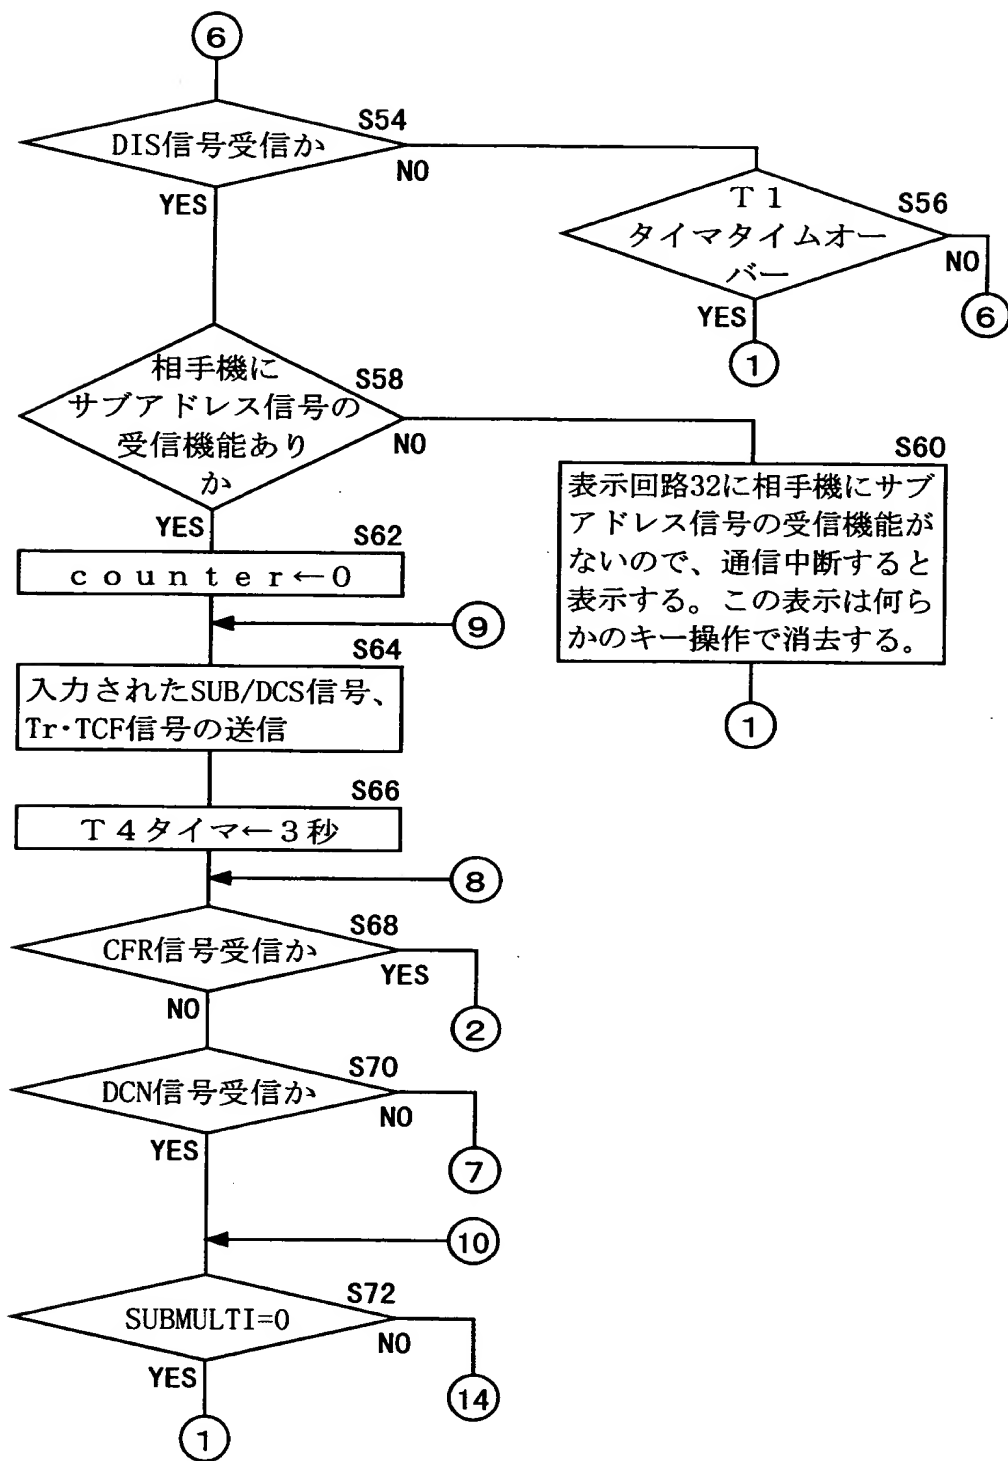 6
S54
DIS信号受信か
NO
YES
T1
タイマタイムオー
バー
S56
NO
YES
6
1
相手機に
サブアドレス信号の
受信機能あり
か
S58
NO
YES
S60
表示回路32に相手機にサブ
アドレス信号の受信機能が
ないので、通信中断すると
表示する。この表示は何ら
かのキー操作で消去する。
1
S62
counter←0
9
S64
入力されたSUB/DCS信号、
Tr・TCF信号の送信
S66
T4タイマ←3秒
8
S68
CFR信号受信か
YES
NO
2
S70
DCN信号受信か
NO
YES
7
10
S72
SUBMULTI=0
NO
YES
14
1